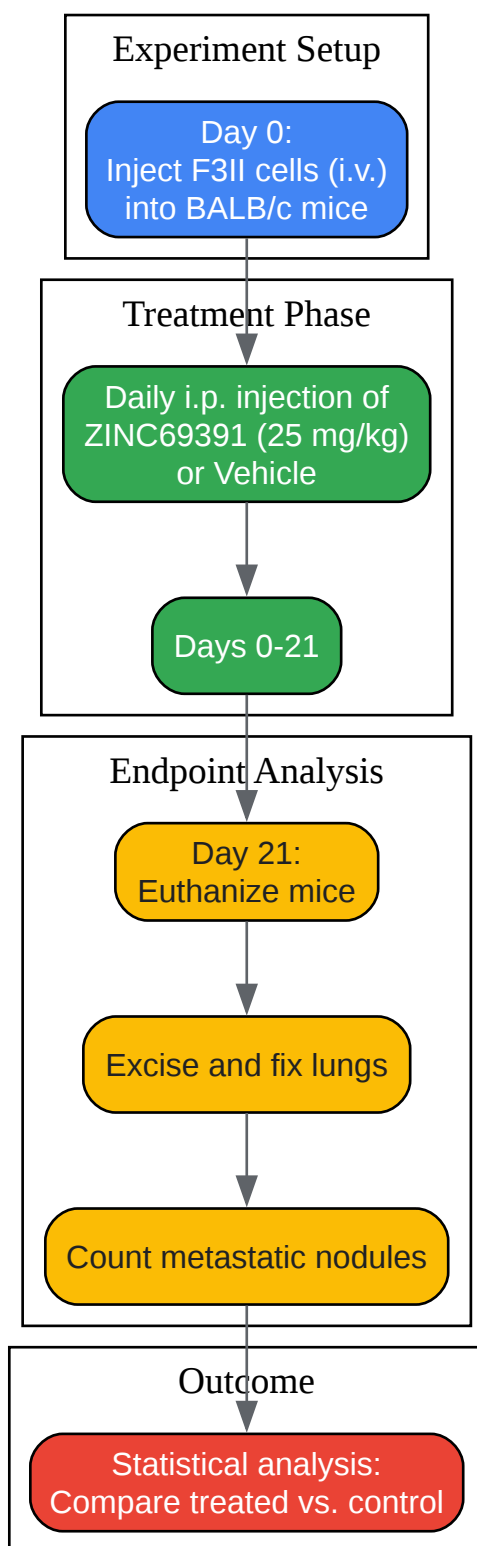 Experiment Setup
Day 0:
Inject F3II cells (i.v.)
into BALB/c mice
Treatment Phase
Daily i.p. injection of
ZINC69391 (25 mg/kg)
or Vehicle
Days 0-21
Endpoint Analysis
Day 21:
Euthanize mice
Excise and fix lungs
Count metastatic nodules
Outcome
Statistical analysis:
Compare treated vs. control